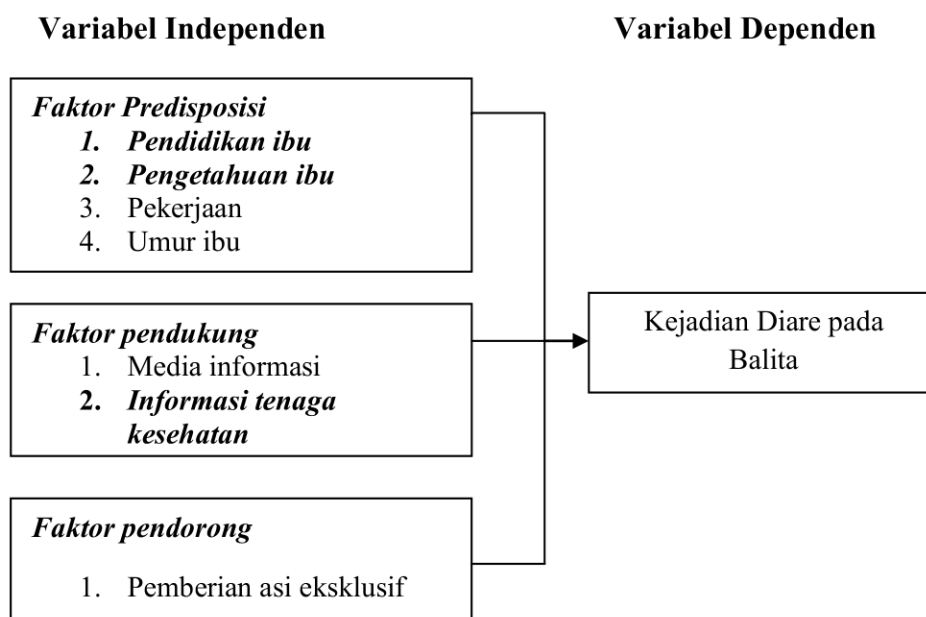 Variabel Independen
Variabel Dependen
Faktor Predisposisi
1. Pendidikan ibu
2. Pengetahuan ibu
3. Pekerjaan
4. Umur ibu
Faktor pendukung
1. Media informasi
2. Informasi tenaga
kesehatan
Faktor pendorong
1. Pemberian asi eksklusif
Kejadian Diare pada
Balita